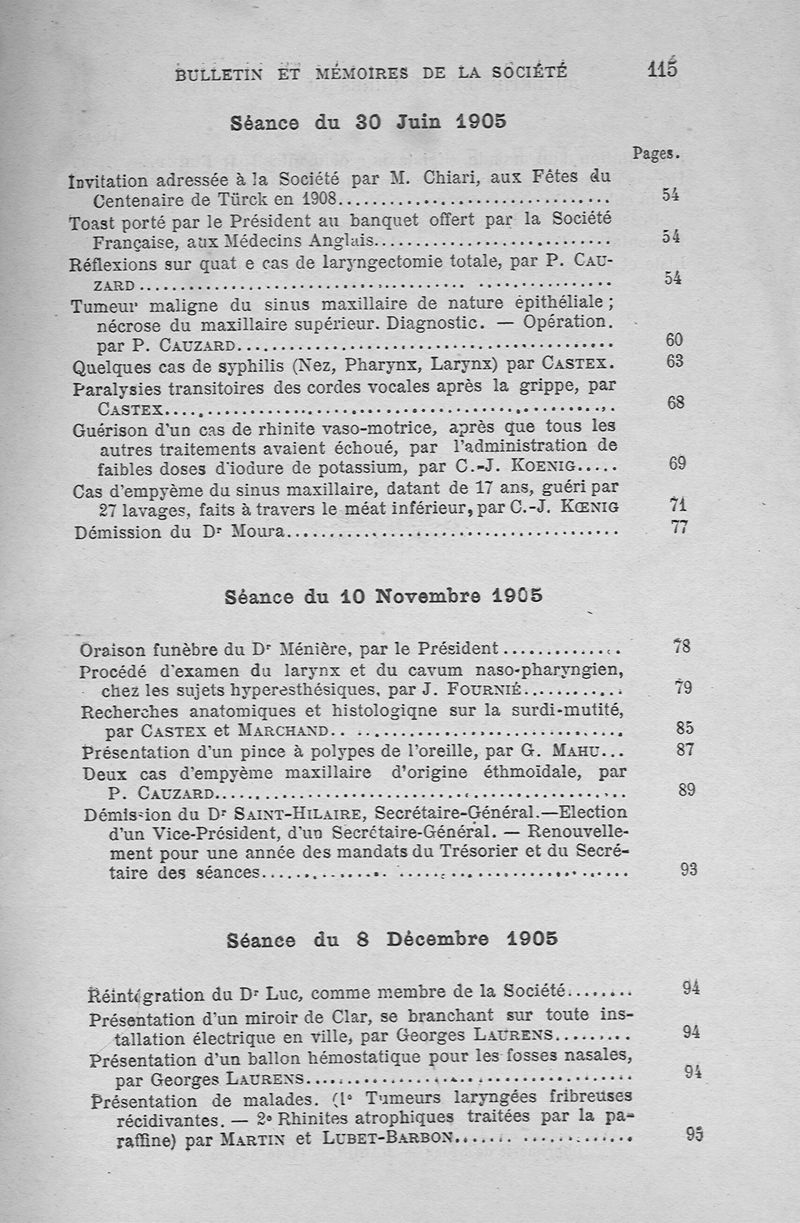 BULLETIN ET MÉMOIRES DE LA SOCIÉTÉ 115
Séance du 30 Juin 1905
Pages.
Invitation adressée à la Société par M. Chiari, aux Fêtes du
Centenaire de Türck en 1908.................................. 54
Toast porté par le Président au banquet offert par la Société
Française, aux Médecins Anglais............................. 54
Réflexions sur quat e cas de laryngectomie totale, par P. CAU-
ZARD ........................................................ 54
Tumeur maligne du sinus maxillaire de nature épithéliale ;
nécrose du maxillaire supérieur. Diagnostic. — Opération.
par P. CAUZARD.............................................. 60
Quelques cas de syphilis (Nez, Pharynx, Larynx) par CASTEX. 63
Paralysies transitoires des cordes vocales après la grippe, par
CASTEX...................................................... 68
Guérison d'un cas de rhinite vaso-motrice, après que tous les
autres traitements avaient échoué, par l'administration de
faibles doses d'iodure de potassium, par C.-J. KOENIG..... 69
Cas d'empyème du sinus maxillaire, datant de 17 ans, guéri par
27 lavages, faits à travers le méat inférieur, par C.-J. KŒNIG 71
Démission du Dr Moura........................................ 77
Séance du 10 Novembre 1905
Oraison funèbre du Dr Ménière, par le Président .............. 78
Procédé d'examen du larynx et du cavum naso-pharyngien,
chez les sujets hyperesthésiques, par J. FOURNIÉ............ 79
Recherches anatomiques et histologiqne sur la surdi-mutité,
par CASTEX et MARCHAND.................................. 85
Présentation d'un pince à polypes de l'oreille, par G. MAHU... 87
Deux cas d'empyème maxillaire d'origine éthmoïdale, par
P. CAUZARD.................................................. 89
Démission du Dr SAINT-HILAIRE, Secrétaire-Général.—Election
d'un Vice-Président, d'un Secrétaire-Général. — Renouvelle-
ment pour une année des mandats du Trésorier et du Secré-
taire des séances............................................ 93
Séance du 8 Décembre 1905
Réintégration du Dr Luc, comme membre de la Société........ 94
Présentation d'un miroir de Clar, se branchant sur toute ins-
tallation électrique en ville, par Georges LAURENS......... 94
Présentation d'un ballon hémostatique pour les fosses nasales,
par Georges LAURENS........................................ 94
Présentation de malades. (1° Tumeurs laryngées fribreuses
récidivantes. — 2° Rhinites atrophiques traitées par la pa-
raffine) par MARTIN et LUBET-BARBON..................... 95